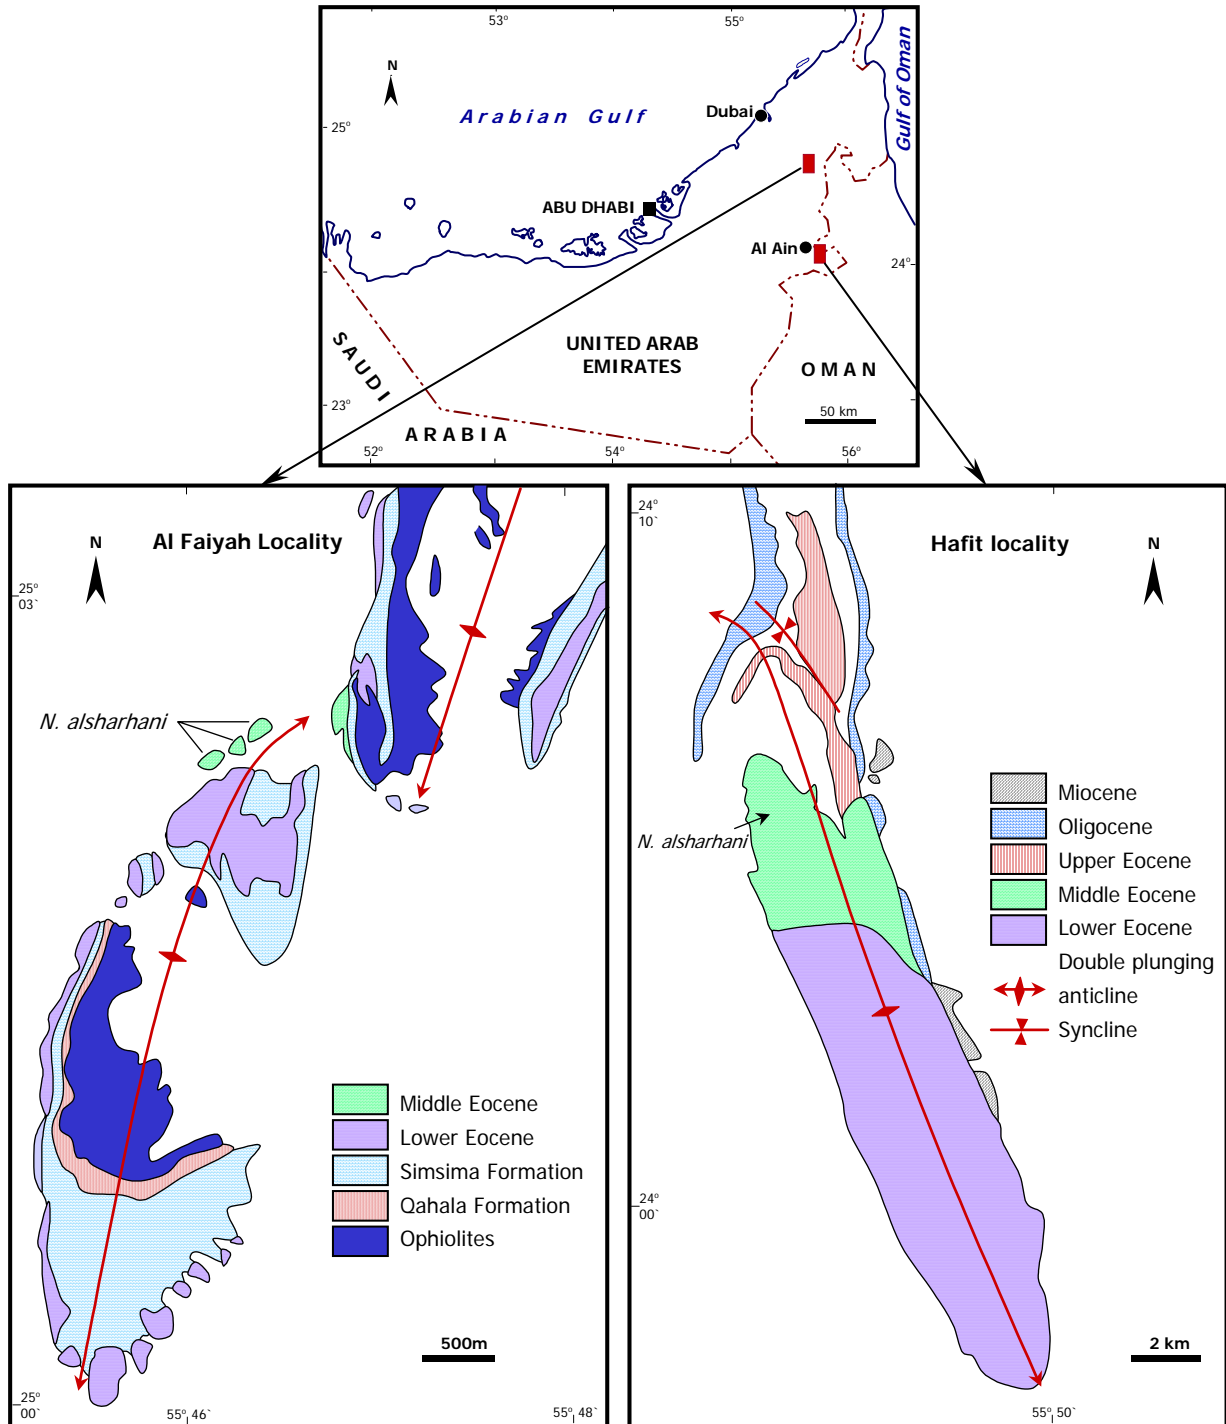 53°
55°
N
Arabian Gulf
Dubai
Gulf of Oman
25°
ABU DHABI
Al Ain
24°
SAUDI
UNITED ARAB
EMIRATES
OMAN
50 km
23°
ARABIA
52°
54°
55°
56°
Al Faiyah Locality
N
25°
03`
N. alsharhani
Middle Eocene
Lower Eocene
Simsima Formation
Qahala Formation
Ophiolites
500m
25°
00`
55° 46`
55° 48`
24°
10`
Hafit locality
N
N. alsharhani
Miocene
Oligocene
Upper Eocene
Middle Eocene
Lower Eocene
Double plunging
anticline
Syncline
24°
00`
2 km
55° 50`